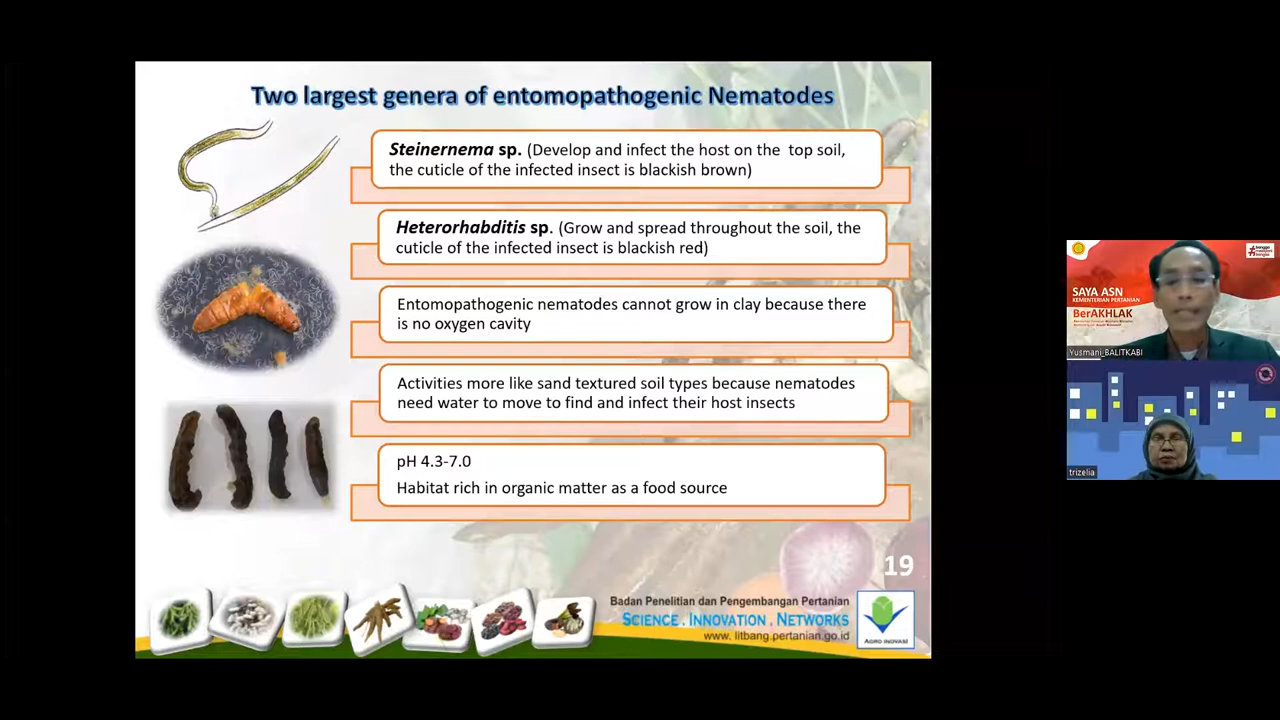 Two largest genera of entomopathogenic Nematodes
Steinernema sp. (Develop and infect the host on the top soil,
the cuticle of the infected insect is blackish brown)
Heterorhabditis sp. (Grow and spread throughout the soil, the
cuticle of the infected insect is blackish red)
Entomopathogenic nematodes cannot grow in clay because there
is no oxygen cavity
Activities more like sand textured soil types because nematodes
need water to move to find and infect their host insects
pH 4.3-7.0
Habitat rich in organic matter as a food source
19
Badan Penelitian dan Pengembangan Pertanian
SCIENCE . INNOVATION . NETWORKS
www. litbang.pertanian.go.id
AGRO INOVASI
SAYA ASN
KEMENTERIAN PERTANIAN
BerAKHLAK
Yusmani_BALITKABI
trizelia